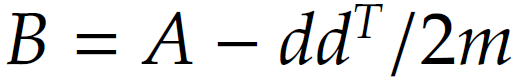 B = A − dd^T/2m